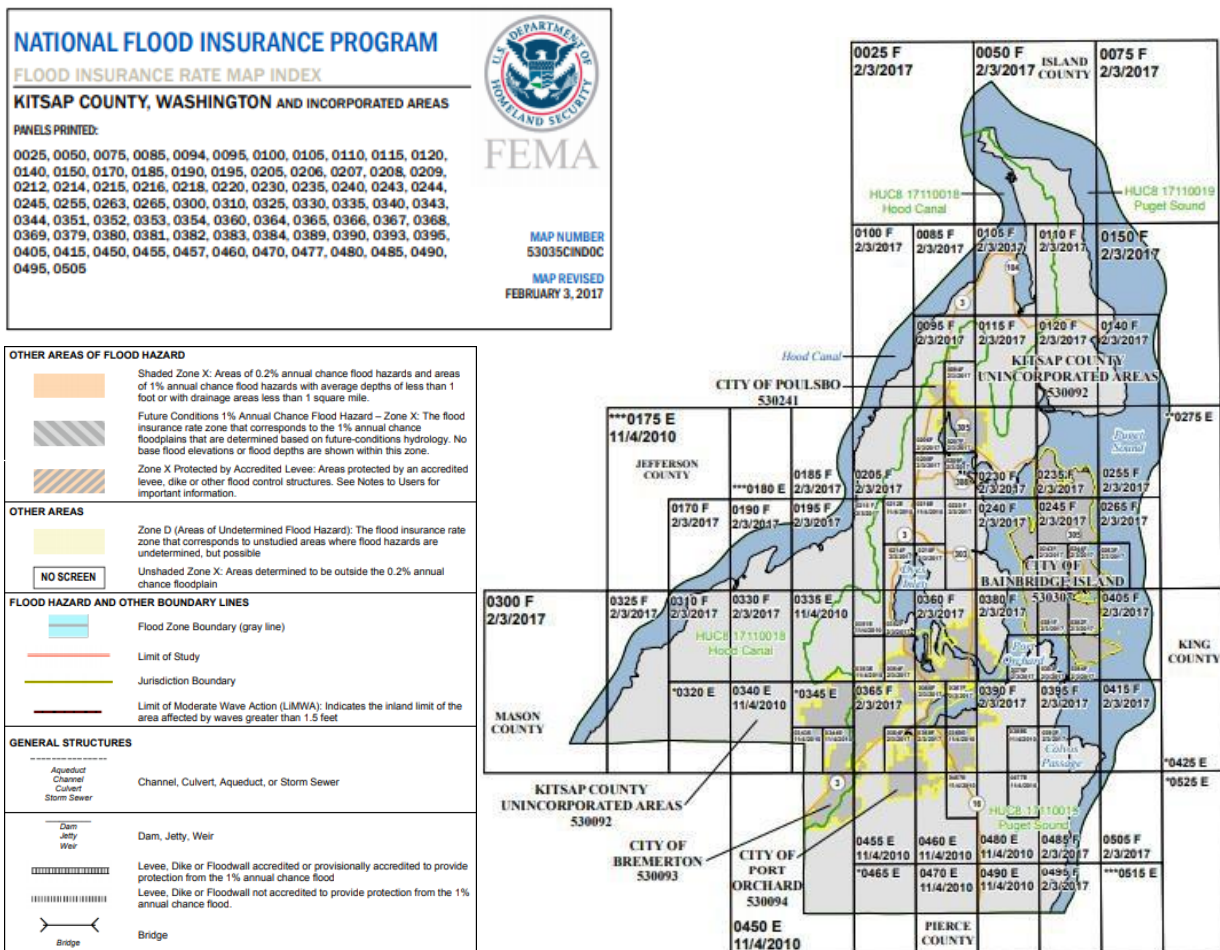 NATIONAL FLOOD INSURANCE PROGRAM
FLOOD INSURANCE RATE MAP INDEX
KITSAP COUNTY, WASHINGTON AND INCORPORATED AREAS
PANELS PRINTED:
0025, 0050, 0075, 0085, 0094, 0095, 0100, 0105, 0110, 0115, 0120,
0140, 0150, 0170, 0185, 0190, 0195, 0205, 0206, 0207, 0208, 0209,
0212, 0214, 0215, 0216, 0218, 0220, 0230, 0235, 0240, 0243, 0244,
0245, 0255, 0263, 0265, 0300, 0310, 0325, 0330, 0335, 0340, 0343,
0344, 0351, 0352, 0353, 0354, 0360, 0364, 0365, 0366, 0367, 0368,
0369, 0379, 0380, 0381, 0382, 0383, 0384, 0389, 0390, 0393, 0395,
0405, 0415, 0450, 0455, 0457, 0460, 0470, 0477, 0480, 0485, 0490,
0495, 0505
U.S. DEPARTMENT OF
HOMELAND SECURITY
FEMA
MAP NUMBER
53035CIND0C
MAP REVISED
FEBRUARY 3, 2017
OTHER AREAS OF FLOOD HAZARD
Shaded Zone X: Areas of 0.2% annual chance flood hazards and areas
of 1% annual chance flood hazards with average depths of less than 1
foot or with drainage areas less than 1 square mile.
Future Conditions 1% Annual Chance Flood Hazard – Zone X: The flood
insurance rate zone that corresponds to the 1% annual chance
floodplains that are determined based on future-conditions hydrology. No
base flood elevations or flood depths are shown within this zone.
Zone X Protected by Accredited Levee: Areas protected by an accredited
levee, dike or other flood control structures. See Notes to Users for
important information.
OTHER AREAS
Zone D (Areas of Undetermined Flood Hazard): The flood insurance rate
zone that corresponds to unstudied areas where flood hazards are
undetermined, but possible
NO SCREEN
Unshaded Zone X: Areas determined to be outside the 0.2% annual
chance floodplain
FLOOD HAZARD AND OTHER BOUNDARY LINES
Flood Zone Boundary (gray line)
Limit of Study
Jurisdiction Boundary
Limit of Moderate Wave Action (LiMWA): Indicates the inland limit of the
area affected by waves greater than 1.5 feet
GENERAL STRUCTURES
Aqueduct
Channel
Culvert
Storm Sewer
Channel, Culvert, Aqueduct, or Storm Sewer
Dam
Jetty
Weir
Dam, Jetty, Weir
Levee, Dike or Floodwall accredited or provisionally accredited to provide
protection from the 1% annual chance flood
Levee, Dike or Floodwall not accredited to provide protection from the 1%
annual chance flood.
Bridge
Bridge
0025 F
2/3/2017
0050 F
2/3/2017
ISLAND
COUNTY
0075 F
2/3/2017
HUC8 17110018
Hood Canal
HUC8 17110019
Puget Sound
0100 F
2/3/2017
0085 F
2/3/2017
0105 F
2/3/2017
0110 F
2/3/2017
0150 F
2/3/2017
104
3
0095 F
2/3/2017
0115 F
2/3/2017
0120 F
2/3/2017
0140 F
2/3/2017
Hood Canal
KITSAP COUNTY
UNINCORPORATED AREAS
530092
CITY OF POULSBO
530241
***0175 E
11/4/2010
**0275 E
305
Puget
Sound
JEFFERSON
COUNTY
***0180 E
0185 F
2/3/2017
0205 F
2/3/2017
0230 F
2/3/2017
0235 F
2/3/2017
0255 F
2/3/2017
0170 F
2/3/2017
0190 F
2/3/2017
0195 F
2/3/2017
0240 F
2/3/2017
0245 F
2/3/2017
0265 F
2/3/2017
3
303
305
Dyes
Inlet
CITY OF
BAINBRIDGE ISLAND
530307
0300 F
2/3/2017
0325 F
2/3/2017
0310 F
2/3/2017
0330 F
2/3/2017
0335 E
11/4/2010
0360 F
2/3/2017
0380 F
2/3/2017
0405 F
2/3/2017
HUC8 17110018
Hood Canal
Port
Orchard
KING
COUNTY
*0320 E
0340 E
11/4/2010
*0345 E
0365 F
2/3/2017
0390 F
2/3/2017
0395 F
2/3/2017
0415 F
2/3/2017
MASON
COUNTY
Colvos
Passage
*0425 E
*0525 E
3
16
KITSAP COUNTY
UNINCORPORATED AREAS
530092
HUC8 17110019
Puget Sound
CITY OF
BREMERTON
530093
CITY OF
PORT
ORCHARD
530094
0455 E
11/4/2010
0460 E
11/4/2010
0480 E
11/4/2010
0485 F
2/3/2017
0505 F
2/3/2017
*0465 E
0470 E
11/4/2010
0490 E
11/4/2010
0495 F
2/3/2017
***0515 E
0450 E
11/4/2010
PIERCE
COUNTY